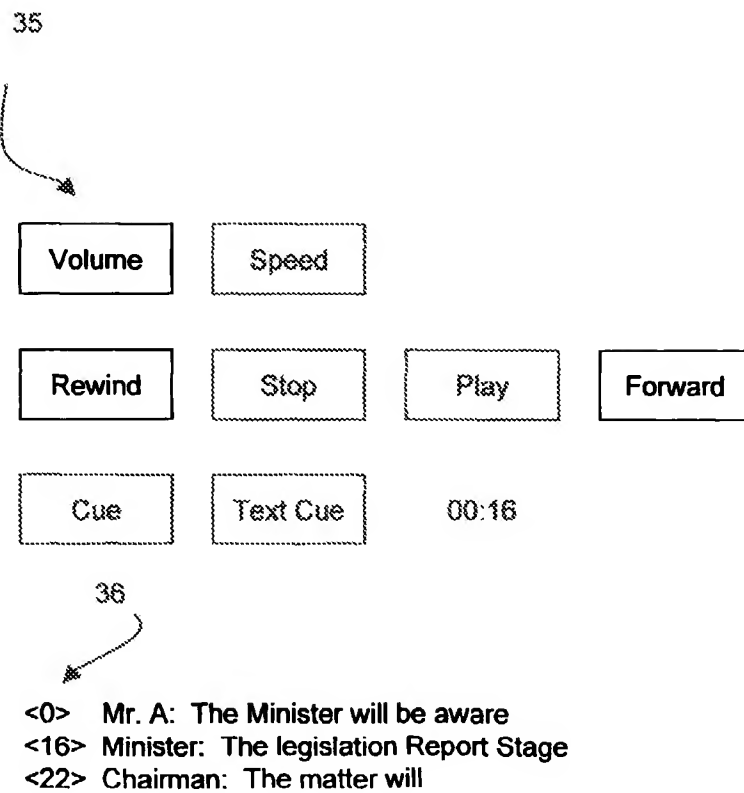 35
Volume Speed
Rewind Stop Play Forward
Cue Text Cue 00:16
36
<0> Mr. A: The Minister will be aware
<16> Minister: The legislation Report Stage
<22> Chairman: The matter will